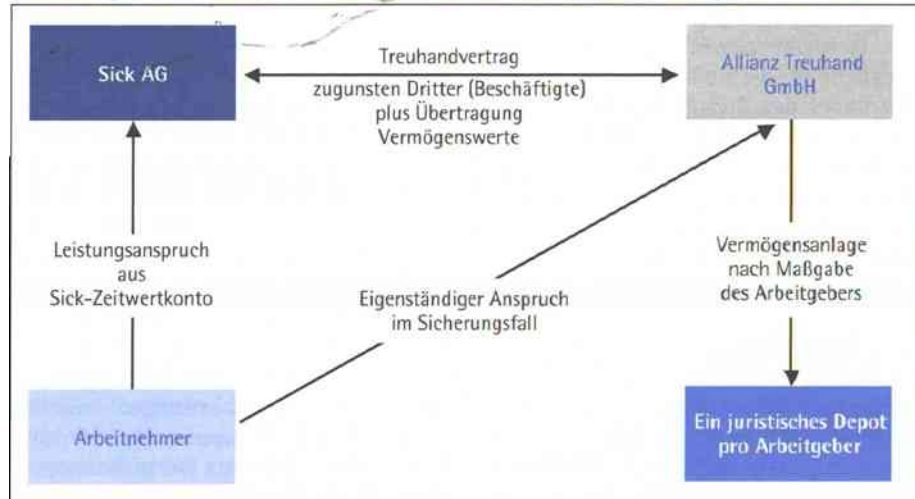 Sick AG
Treuhandvertrag
zugunsten Dritter (Beschäftigte)
plus Übertragung
Vermögenswerte
Allianz Treuhand
GmbH
Leistungsanspruch
aus
Sick-Zeitwertkonto
Eigenständiger Anspruch
im Sicherungsfall
Vermögensanlage
nach Maßgabe
des Arbeitgebers
Arbeitnehmer
Ein juristisches Depot
pro Arbeitgeber